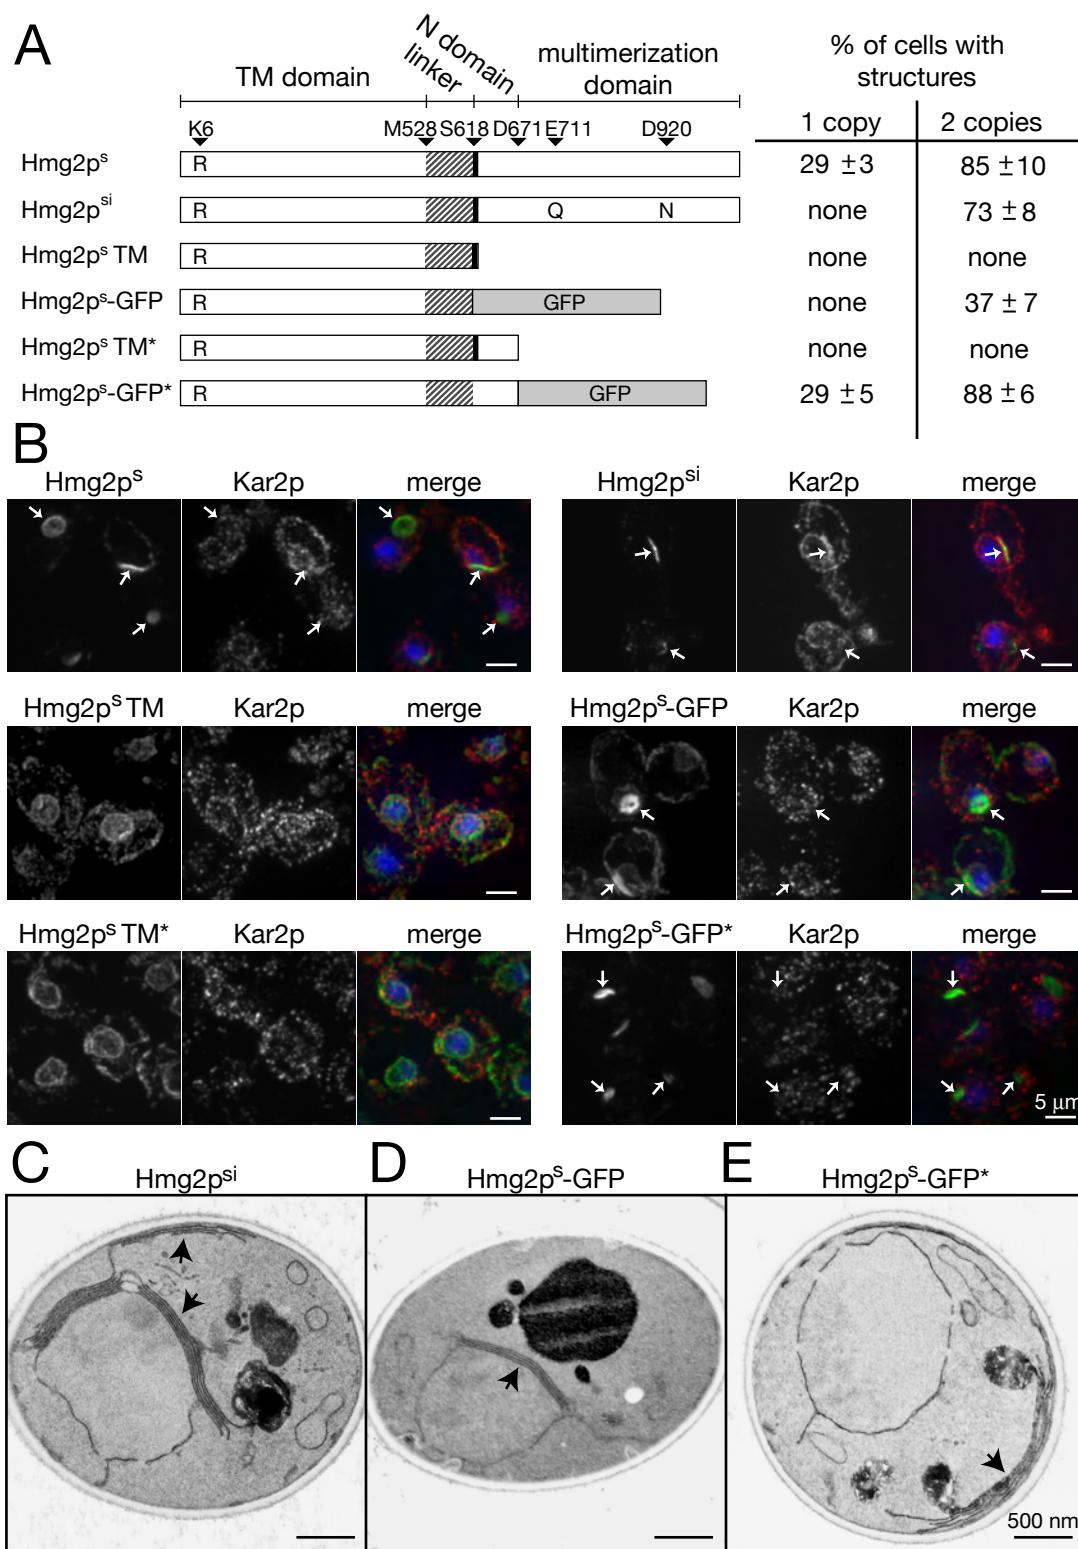 A
TM domain
linker
N domain
multimerization domain
% of cells with structures
1 copy 2 copies
K6 M528 S618 D671 E711 D920
Hmg2pˢ R 29 ±3 85 ±10
Hmg2pˢⁱ R Q N none 73 ±8
Hmg2pˢ TM R none none
Hmg2pˢ-GFP R GFP none 37 ±7
Hmg2pˢ TM* R none none
Hmg2pˢ-GFP* R GFP 29 ±5 88 ±6
B
Hmg2pˢ Kar2p merge Hmg2pˢⁱ Kar2p merge
Hmg2pˢ TM Kar2p merge Hmg2pˢ-GFP Kar2p merge
Hmg2pˢ TM* Kar2p merge Hmg2pˢ-GFP* Kar2p merge
5 µm
C Hmg2pˢⁱ D Hmg2pˢ-GFP E Hmg2pˢ-GFP*
500 nm